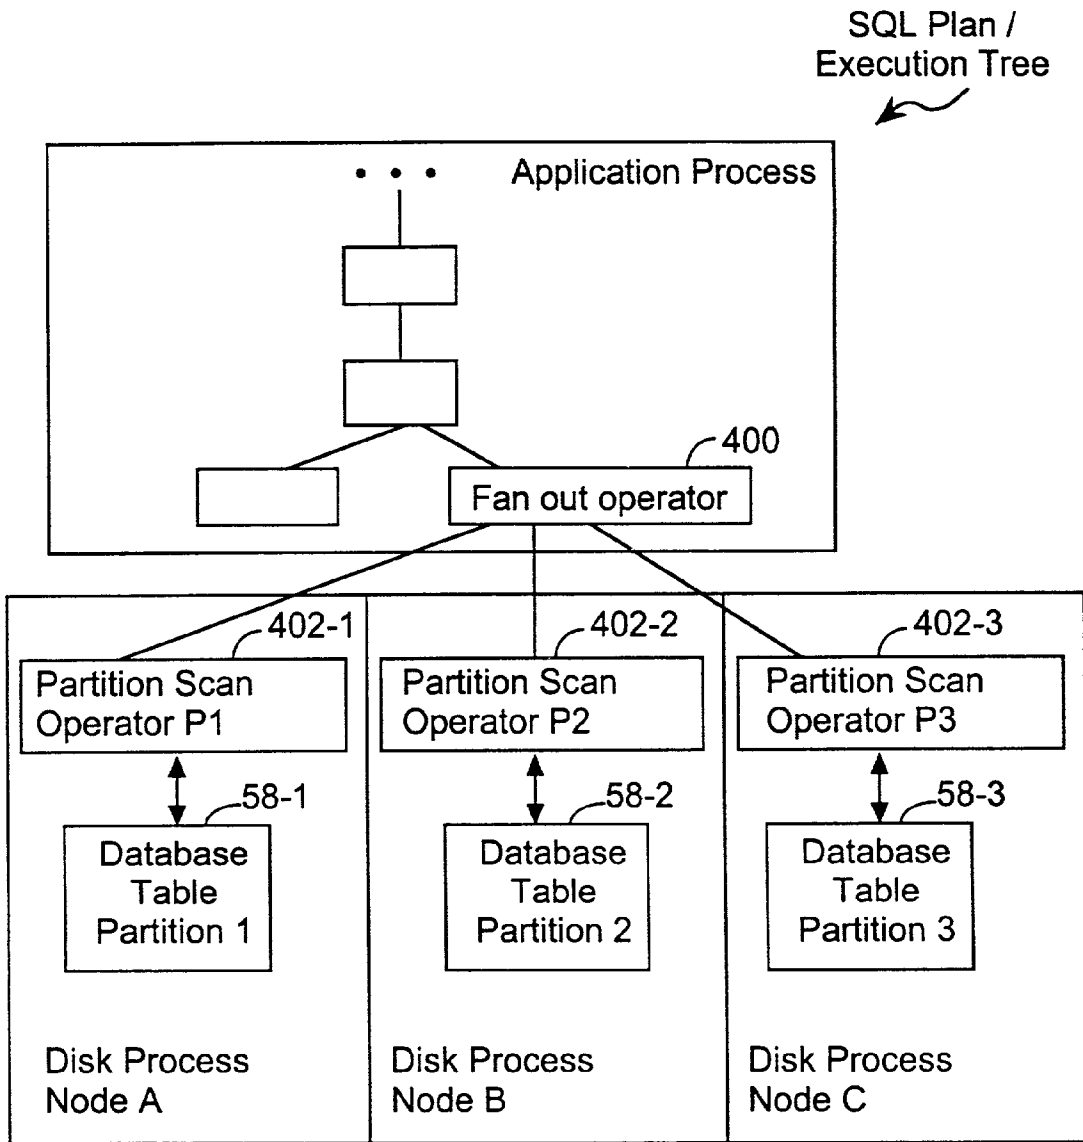 SQL Plan /
Execution Tree
• • •
Application Process
400
Fan out operator
402-1
402-2
402-3
Partition Scan
Operator P1
Partition Scan
Operator P2
Partition Scan
Operator P3
58-1
58-2
58-3
Database
Table
Partition 1
Database
Table
Partition 2
Database
Table
Partition 3
Disk Process
Node A
Disk Process
Node B
Disk Process
Node C